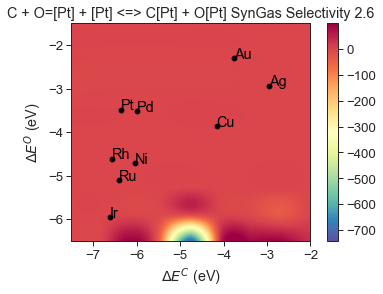 C + O=[Pt] + [Pt] <=> C[Pt] + O[Pt] SynGas Selectivity 2.6
−2
−3
−4
−5
−6
ΔE^O (eV)
Au
Ag
Cu
Pt
Pd
Rh
Ni
Ru
Ir
−7
−6
−5
−4
−3
−2
ΔE^C (eV)
0
−100
−200
−300
−400
−500
−600
−700